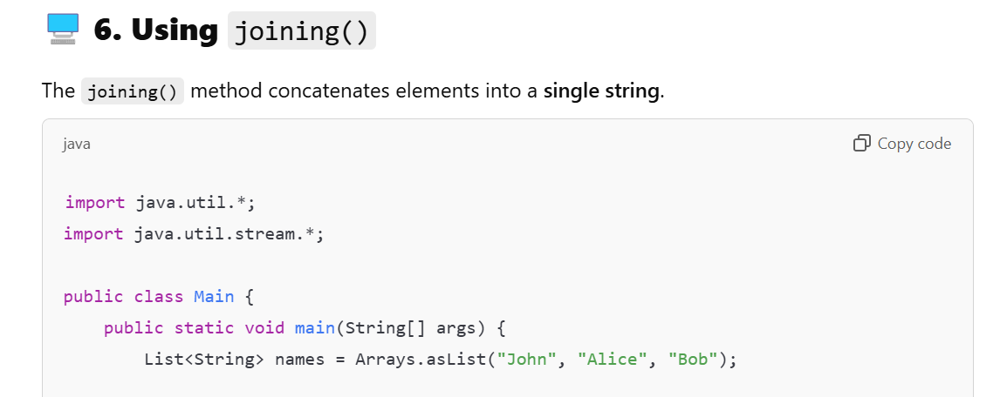 6. Using joining()
The joining() method concatenates elements into a single string.
java
Copy code
import java.util.*;
import java.util.stream.*;
public class Main {
    public static void main(String[] args) {
        List<String> names = Arrays.asList("John", "Alice", "Bob");